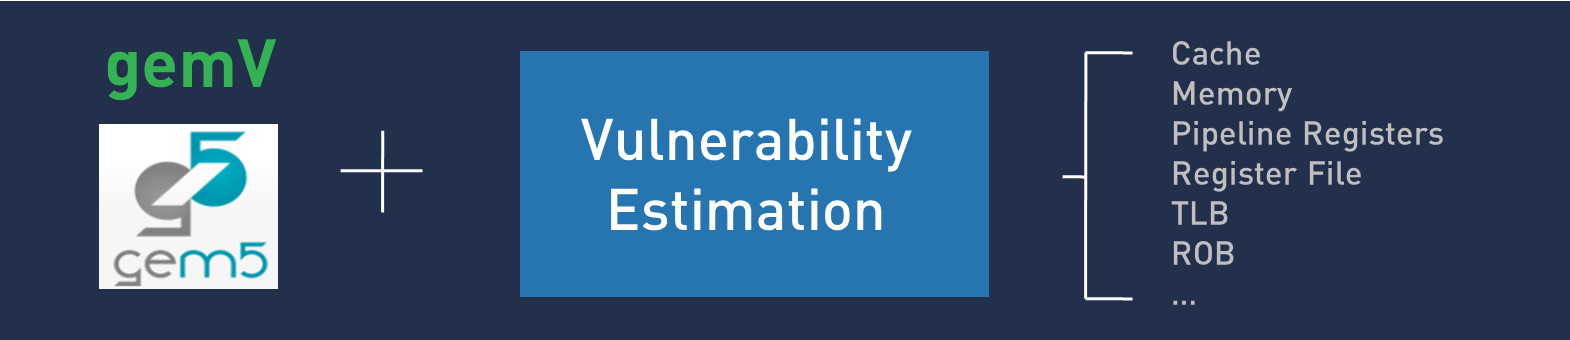 gemV
gem5
Vulnerability
Estimation
Cache
Memory
Pipeline Registers
Register File
TLB
ROB
...